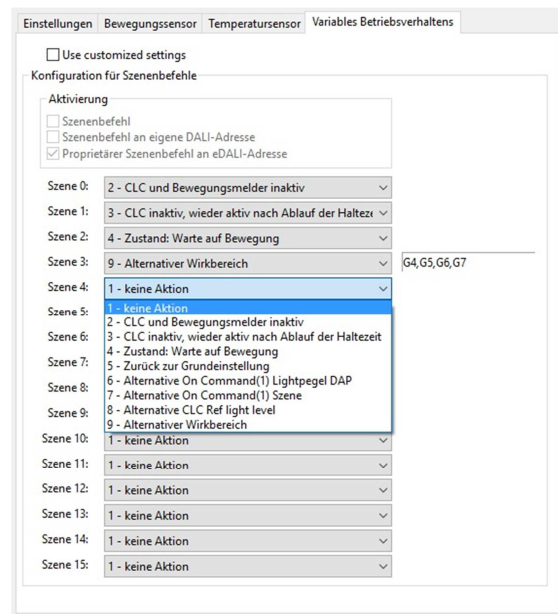 Einstellungen Bewegungssensor Temperatursensor Variables Betriebsverhaltens
Use customized settings
Konfiguration für Szenenbefehle
Aktivierung
Szenenbefehl
Szenenbefehl an eigene DALI-Adresse
Proprietärer Szenenbefehl an eDALI-Adresse
Szene 0: 2 - CLC und Bewegungsmelder inaktiv
Szene 1: 3 - CLC inaktiv, wieder aktiv nach Ablauf der Haltezei
Szene 2: 4 - Zustand: Warte auf Bewegung
Szene 3: 9 - Alternativer Wirkbereich G4,G5,G6,G7
Szene 4: 1 - keine Aktion
Szene 5: 1 - keine Aktion
2 - CLC und Bewegungsmelder inaktiv
Szene 6: 3 - CLC inaktiv, wieder aktiv nach Ablauf der Haltezeit
4 - Zustand: Warte auf Bewegung
Szene 7: 5 - Zurück zur Grundeinstellung
Szene 8: 6 - Alternative On Command(1) Lightpegel DAP
7 - Alternative On Command(1) Szene
Szene 9: 8 - Alternative CLC Ref light level
9 - Alternativer Wirkbereich
Szene 10: 1 - keine Aktion
Szene 11: 1 - keine Aktion
Szene 12: 1 - keine Aktion
Szene 13: 1 - keine Aktion
Szene 14: 1 - keine Aktion
Szene 15: 1 - keine Aktion